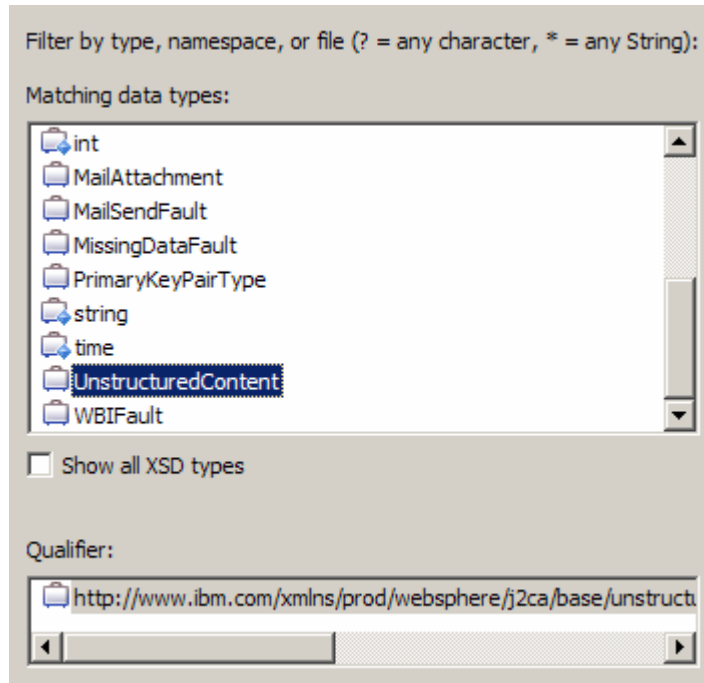 Filter by type, namespace, or file (? = any character, * = any String):
Matching data types:
int
MailAttachment
MailSendFault
MissingDataFault
PrimaryKeyPairType
string
time
UnstructuredContent
WBIFault
Show all XSD types
Qualifier:
http://www.ibm.com/xmlns/prod/websphere/j2ca/base/unstructu